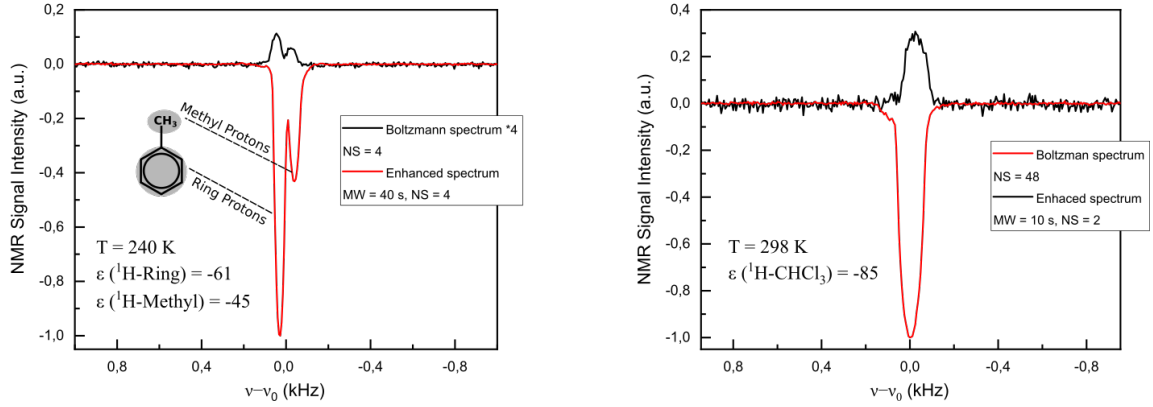 0,2
0,0
-0,2
-0,4
-0,6
-0,8
-1,0
NMR Signal Intensity (a.u.)
CH3
Methyl Protons
Ring Protons
Boltzmann spectrum *4
NS = 4
Enhanced spectrum
MW = 40 s, NS = 4
T = 240 K
ε (¹H-Ring) = -61
ε (¹H-Methyl) = -45
0,8 0,4 0,0 -0,4 -0,8
ν−ν₀ (kHz)
0,4
0,2
0,0
-0,2
-0,4
-0,6
-0,8
-1,0
NMR Signal Intensity (a.u.)
Boltzman spectrum
NS = 48
Enhaced spectrum
MW = 10 s, NS = 2
T = 298 K
ε (¹H-CHCl₃) = -85
0,8 0,4 0,0 -0,4 -0,8
ν−ν₀ (kHz)